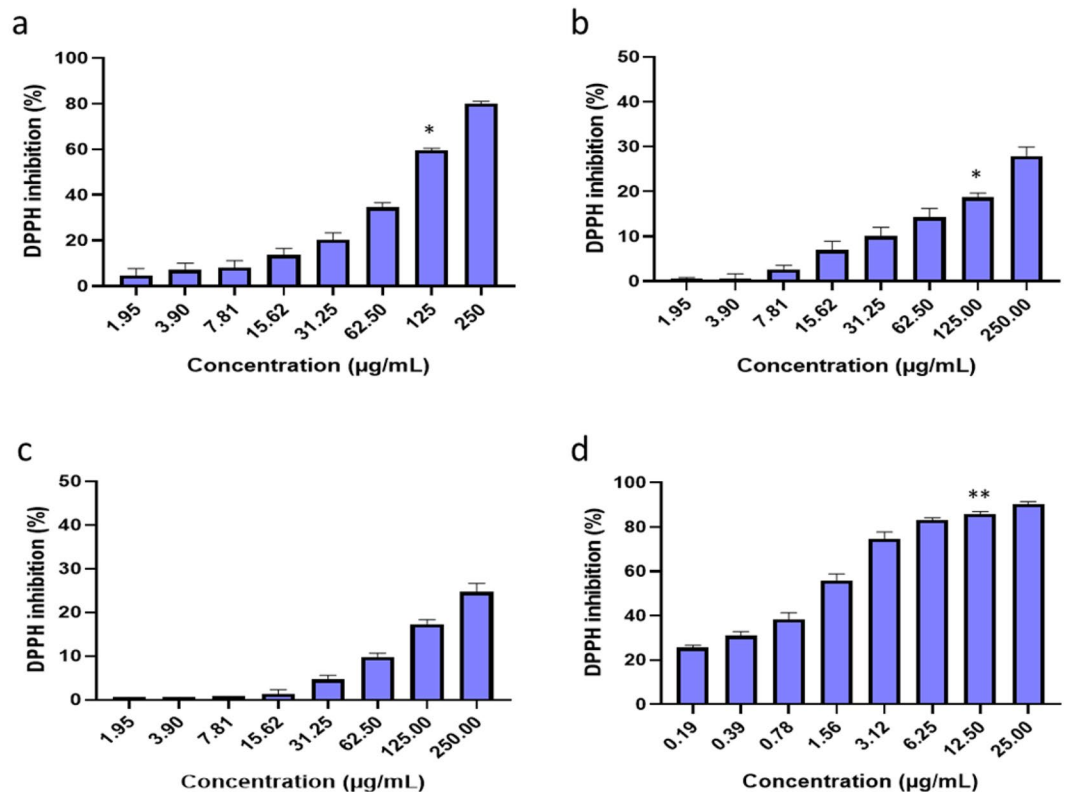 a
DPPH inhibition (%)
100
80
60
40
20
0
*
1.95 3.90 7.81 15.62 31.25 62.50 125 250
Concentration (µg/mL)
b
DPPH inhibition (%)
50
40
30
20
10
0
*
1.95 3.90 7.81 15.62 31.25 62.50 125.00 250.00
Concentration (µg/mL)
c
DPPH inhibition (%)
50
40
30
20
10
0
1.95 3.90 7.81 15.62 31.25 62.50 125.00 250.00
Concentration (µg/mL)
d
DPPH inhibition (%)
100
80
60
40
20
0
**
0.19 0.39 0.78 1.56 3.12 6.25 12.50 25.00
Concentration (µg/mL)